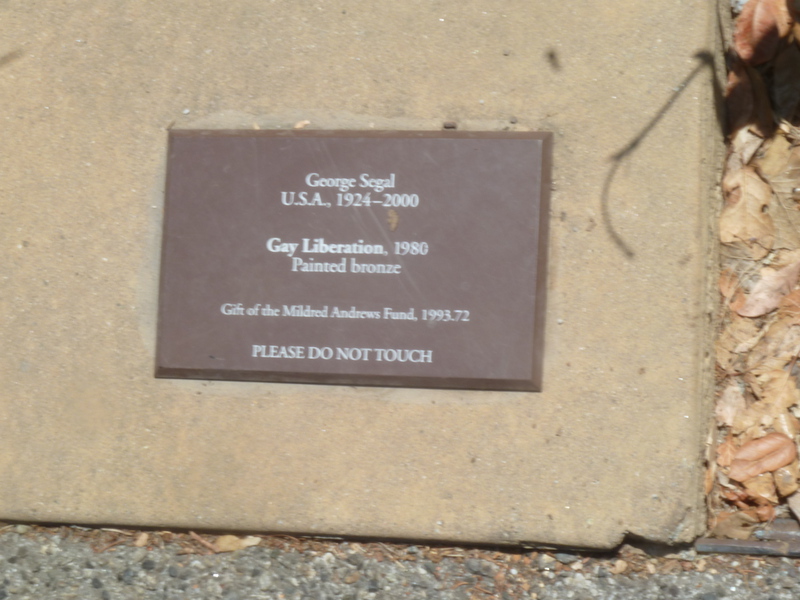 George Segal
U.S.A., 1924–2000
Gay Liberation, 1980
Painted bronze
Gift of the Mildred Andrews Fund, 1993.72
PLEASE DO NOT TOUCH